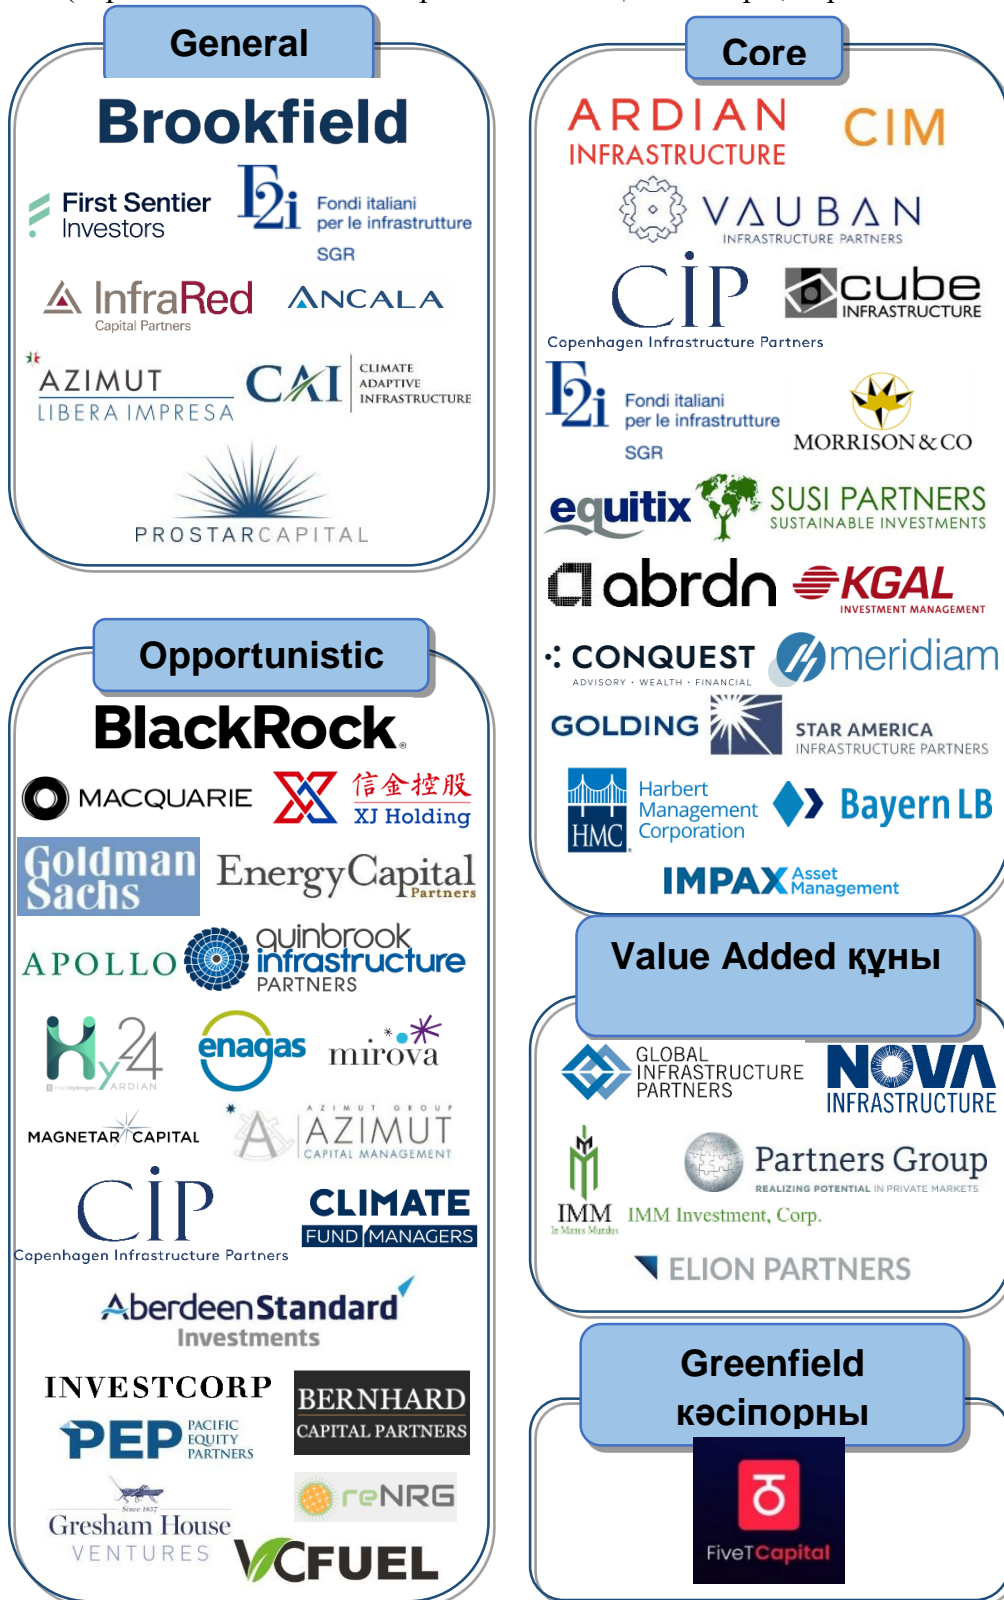 General
Brookfield
First Sentier
Investors
F2i Fondi italiani
per le infrastrutture
SGR
InfraRed
Capital Partners
ANCALA
AZIMUT
LIBERA IMPRESA
CAI CLIMATE
ADAPTIVE
INFRASTRUCTURE
PROSTARCAPITAL
Opportunistic
BlackRock®
MACQUARIE
信金控股
XJ Holding
Goldman
Sachs
EnergyCapital
Partners
APOLLO
quinbrook
infrastructure
PARTNERS
Hy24
ARDIAN
enagas
mirova
MAGNETAR CAPITAL
AZIMUT GROUP
AZIMUT
CAPITAL MANAGEMENT
CIP
Copenhagen Infrastructure Partners
CLIMATE
FUND MANAGERS
Aberdeen Standard
Investments
INVESTCORP
BERNHARD
CAPITAL PARTNERS
PEP PACIFIC
EQUITY
PARTNERS
Since 1857
Gresham House
VENTURES
reNRG
VCFUEL
Core
ARDIAN
INFRASTRUCTURE
CIM
VAUBAN
INFRASTRUCTURE PARTNERS
CIP
Copenhagen Infrastructure Partners
cube
INFRASTRUCTURE
F2i Fondi italiani
per le infrastrutture
SGR
MORRISON & CO
equitix
SUSI PARTNERS
SUSTAINABLE INVESTMENTS
abrdn
KGAL
INVESTMENT MANAGEMENT
CONQUEST
ADVISORY · WEALTH · FINANCIAL
meridiam
GOLDING
STAR AMERICA
INFRASTRUCTURE PARTNERS
HMC Harbert
Management
Corporation
Bayern LB
IMPAX Asset
Management
Value Added құны
GLOBAL
INFRASTRUCTURE
PARTNERS
NOVA
INFRASTRUCTURE
IMM
In Manus Mundus
IMM Investment, Corp.
Partners Group
REALIZING POTENTIAL IN PRIVATE MARKETS
ELION PARTNERS
Greenfield
кәсіпорны
FiveTCapital